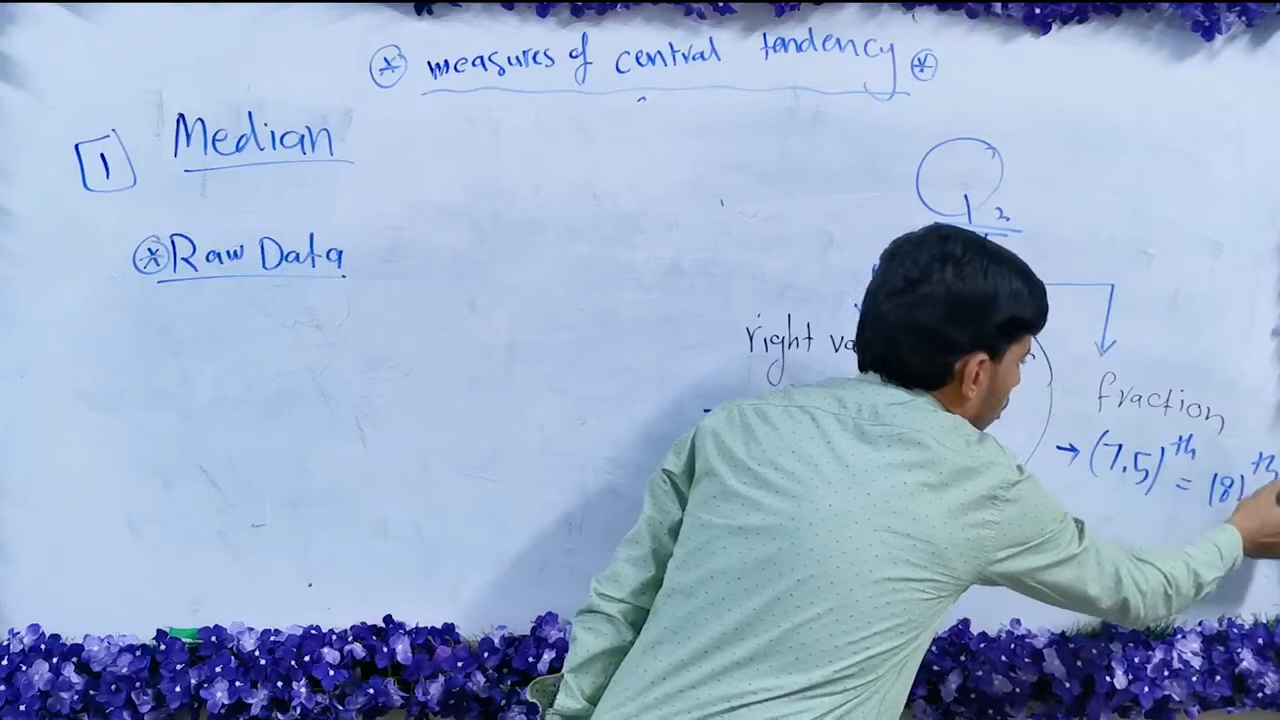 * measures of central tendency *
1 Median
* Raw Data
right
fraction
→ (7.5)th = (8)th